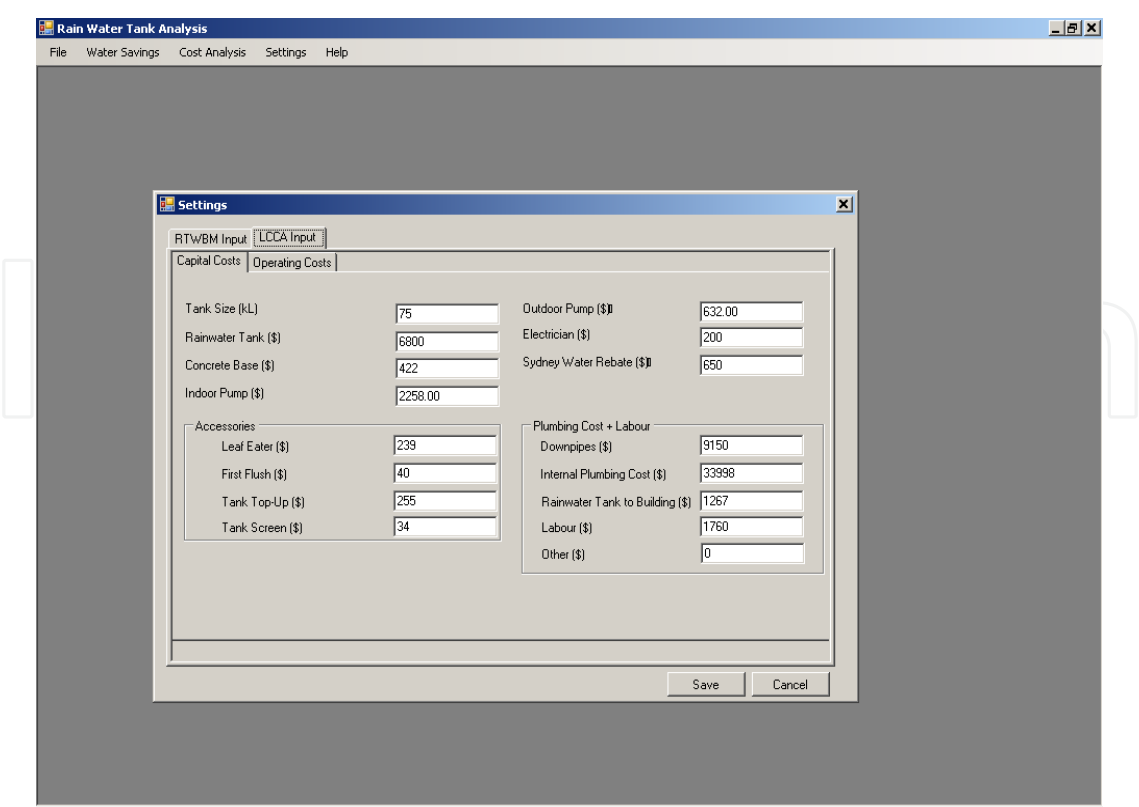 Rain Water Tank Analysis
File Water Savings Cost Analysis Settings Help
Settings
RTWBM Input LCCA Input
Capital Costs Operating Costs
Tank Size (kL) 75
Rainwater Tank ($) 6800
Concrete Base ($) 422
Indoor Pump ($) 2258.00
Outdoor Pump ($) 632.00
Electrician ($) 200
Sydney Water Rebate ($) 650
Accessories
Leaf Eater ($) 239
First Flush ($) 40
Tank Top-Up ($) 255
Tank Screen ($) 34
Plumbing Cost + Labour
Downpipes ($) 9150
Internal Plumbing Cost ($) 33998
Rainwater Tank to Building ($) 1267
Labour ($) 1760
Other ($) 0
Save Cancel